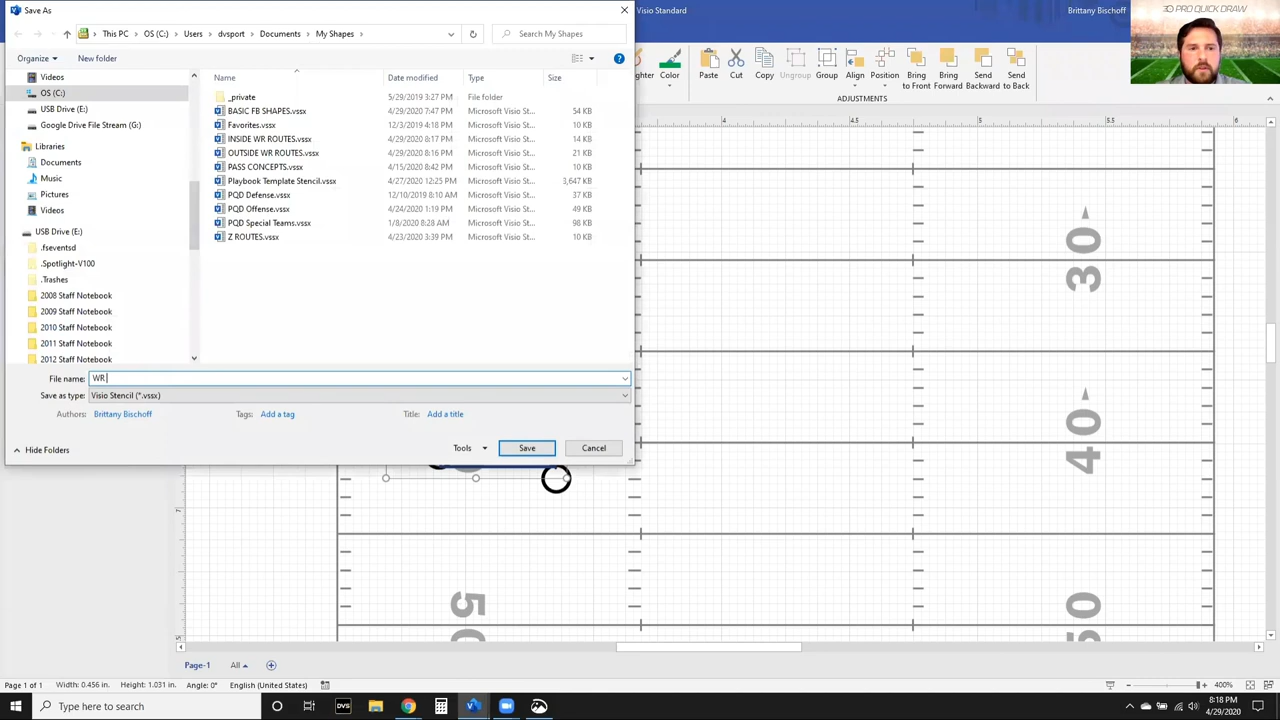 Save As
Visio Standard
Brittany Bischoff
3D PRO QUICK DRAW
This PC > OS (C:) > Users > dvsport > Documents > My Shapes >
Search My Shapes
Organize
New folder
Color
Paste
Cut
Copy
Ungroup
Group
Align
Position
Bring to Front
Bring Forward
Send Backward
Send to Back
ADJUSTMENTS
Name
Date modified
Type
Size
_private 5/29/2019 3:27 PM File folder
BASIC FB SHAPES.vssx 4/29/2020 7:47 PM Microsoft Visio St... 54 KB
Favorites.vssx 12/3/2019 4:18 PM Microsoft Visio St... 10 KB
INSIDE WR ROUTES.vssx 4/29/2020 8:18 PM Microsoft Visio St... 14 KB
OUTSIDE WR ROUTES.vssx 4/29/2020 8:16 PM Microsoft Visio St... 21 KB
PASS CONCEPTS.vssx 4/15/2020 8:42 PM Microsoft Visio St... 10 KB
Playbook Template Stencil.vssx 4/27/2020 12:25 PM Microsoft Visio St... 3,647 KB
PQD Defense.vssx 12/10/2019 8:10 AM Microsoft Visio St... 37 KB
PQD Offense.vssx 4/24/2020 1:19 PM Microsoft Visio St... 49 KB
PQD Special Teams.vssx 1/8/2020 8:28 AM Microsoft Visio St... 98 KB
Z ROUTES.vssx 4/23/2020 3:39 PM Microsoft Visio St... 10 KB
Videos
OS (C:)
USB Drive (E:)
Google Drive File Stream (G:)
Libraries
Documents
Music
Pictures
Videos
USB Drive (E:)
.fseventsd
.Spotlight-V100
.Trashes
2008 Staff Notebook
2009 Staff Notebook
2010 Staff Notebook
2011 Staff Notebook
2012 Staff Notebook
File name: WR
Save as type: Visio Stencil (*.vssx)
Authors: Brittany Bischoff
Tags: Add a tag
Title: Add a title
Hide Folders
Tools
Save
Cancel
4 4.5 5 5.5 6
30
40
50
50
7
Page-1
All
Page 1 of 1 Width: 0.456 in. Height: 1.031 in. Angle: 0° English (United States)
400%
Type here to search
DVS
8:18 PM
4/29/2020